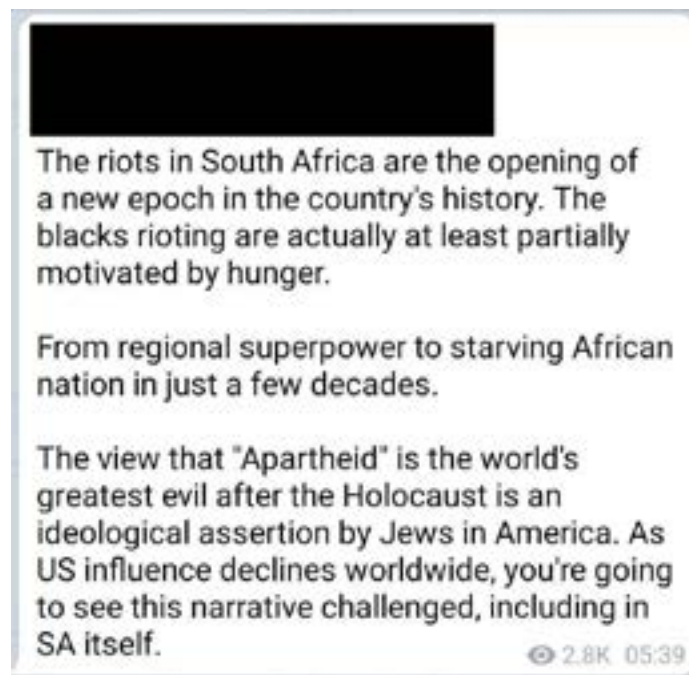 The riots in South Africa are the opening of
a new epoch in the country's history. The
blacks rioting are actually at least partially
motivated by hunger.
From regional superpower to starving African
nation in just a few decades.
The view that "Apartheid" is the world's
greatest evil after the Holocaust is an
ideological assertion by Jews in America. As
US influence declines worldwide, you're going
to see this narrative challenged, including in
SA itself.
2.8K 05:39